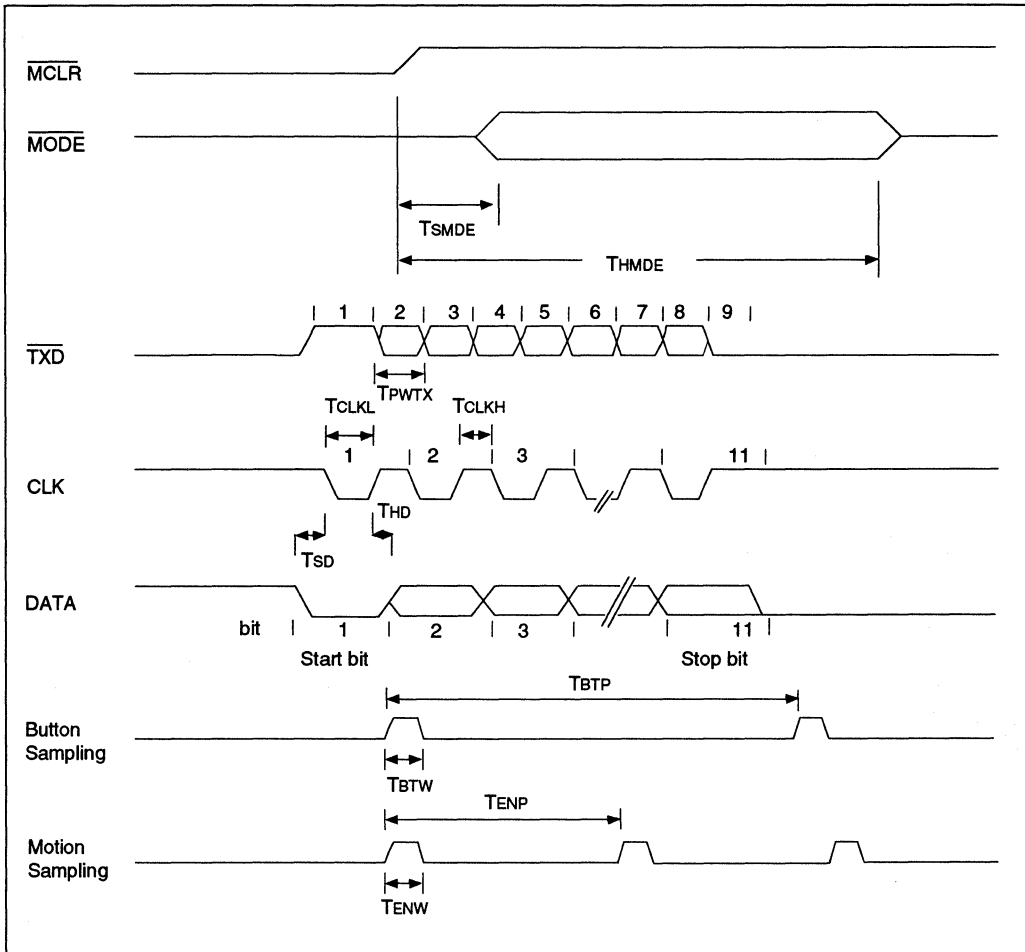 MCLR
MODE
TSMDE
THMDE
1 2 3 4 5 6 7 8 9
TXD
TPWTX
TCLKL TCLKH
1 2 3 11
CLK
THD
TSD
DATA
bit 1 2 3 11
Start bit Stop bit
TBTP
Button
Sampling
TBTW
TENP
Motion
Sampling
TENW